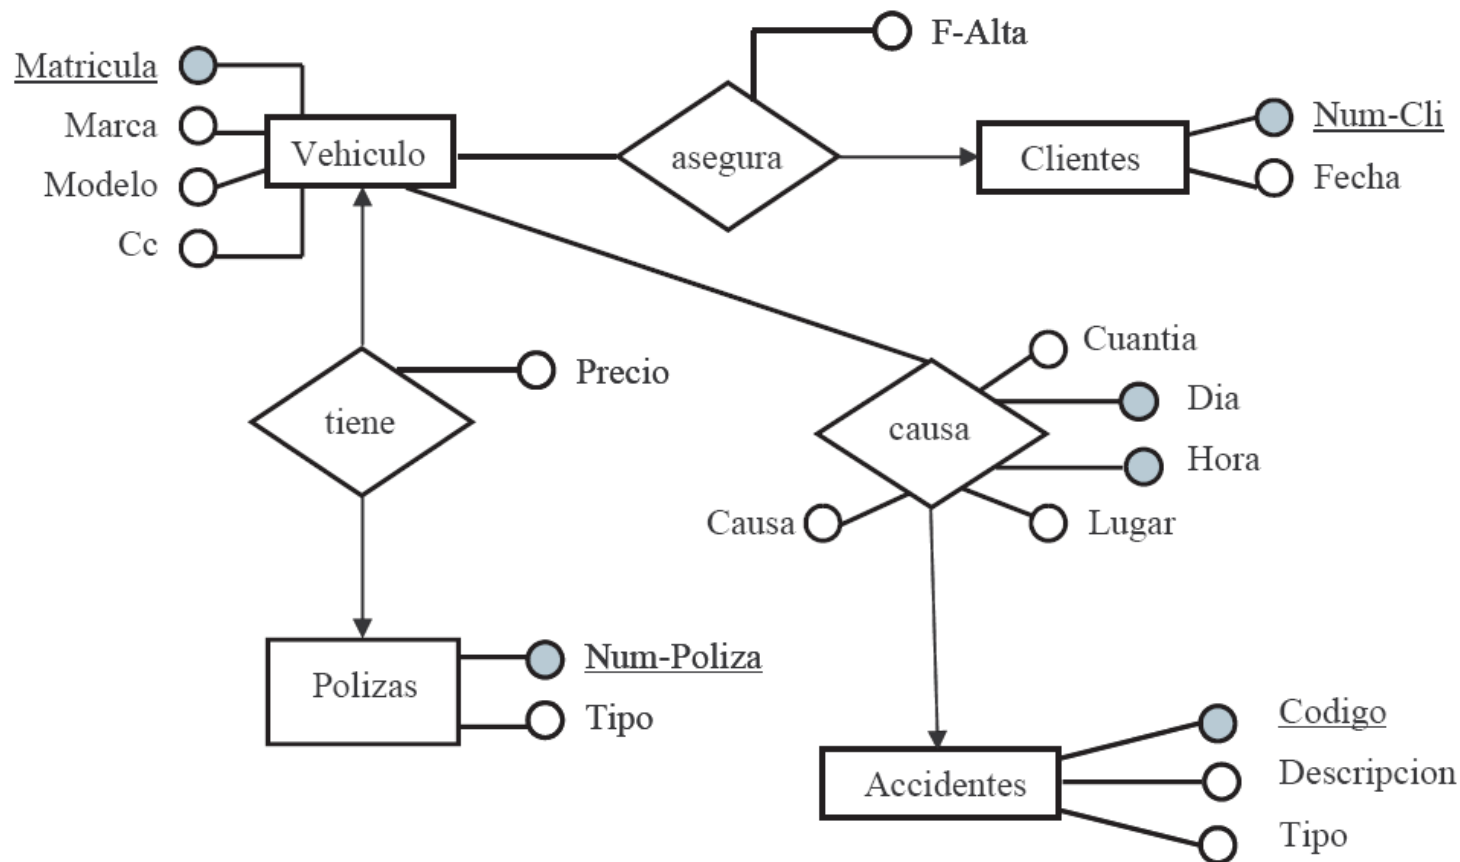 F-Alta
Matricula
Marca
Vehiculo
asegura
Clientes
Num-Cli
Modelo
Fecha
Cc
Cuantia
Precio
Dia
tiene
causa
Hora
Causa
Lugar
Num-Poliza
Polizas
Tipo
Codigo
Accidentes
Descripcion
Tipo